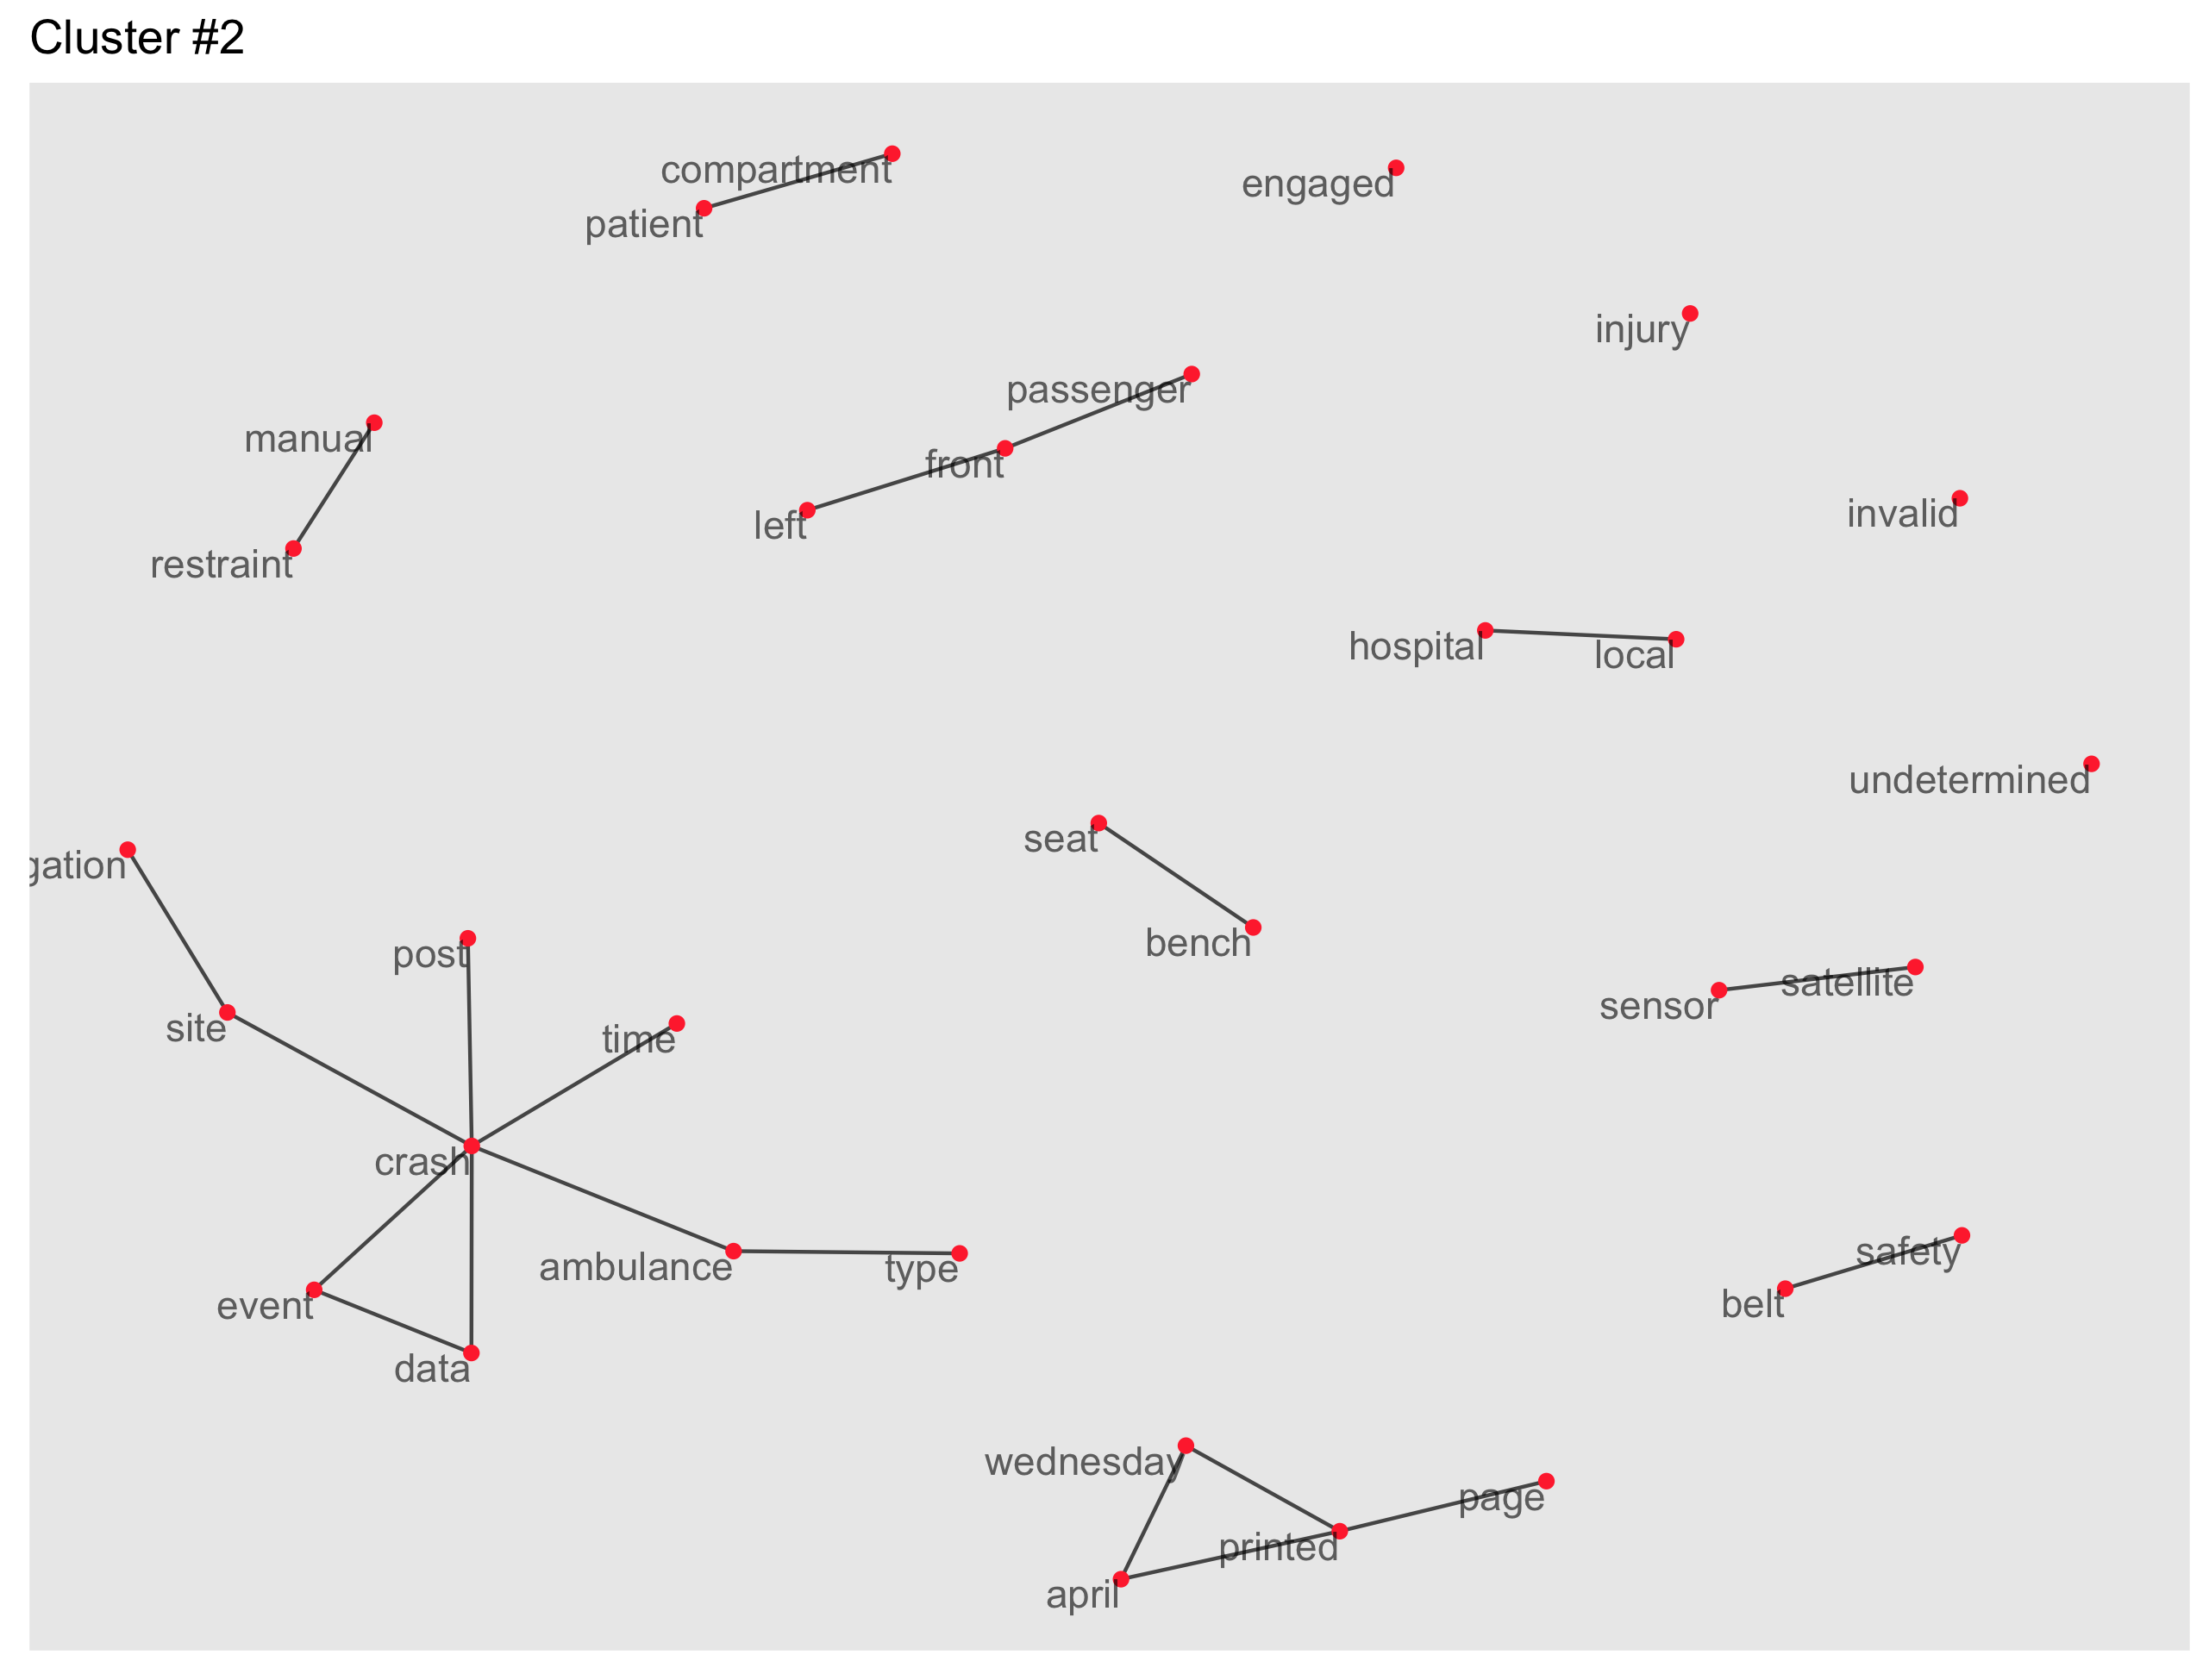 Cluster #2
compartment
engaged
patient
injury
passenger
manual
front
invalid
left
restraint
hospital
local
undetermined
seat
gation
bench
post
satellite
sensor
site
time
crash
safety
ambulance
type
belt
event
data
wednesday
page
printed
april